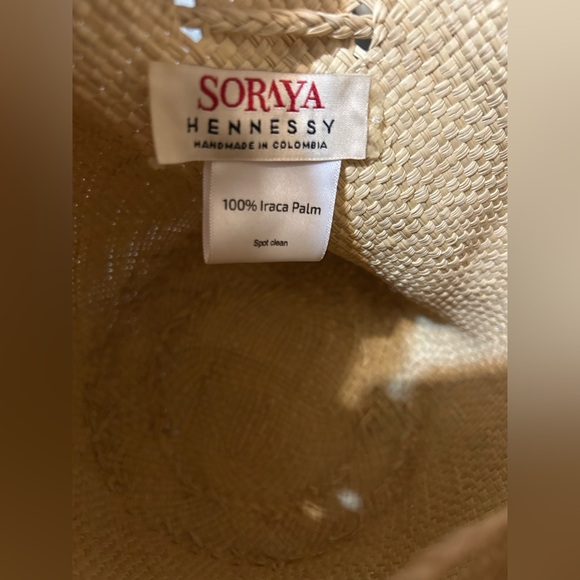 SORAYA
HENNESSY
HANDMADE IN COLOMBIA
100% Iraca Palm
Spot clean